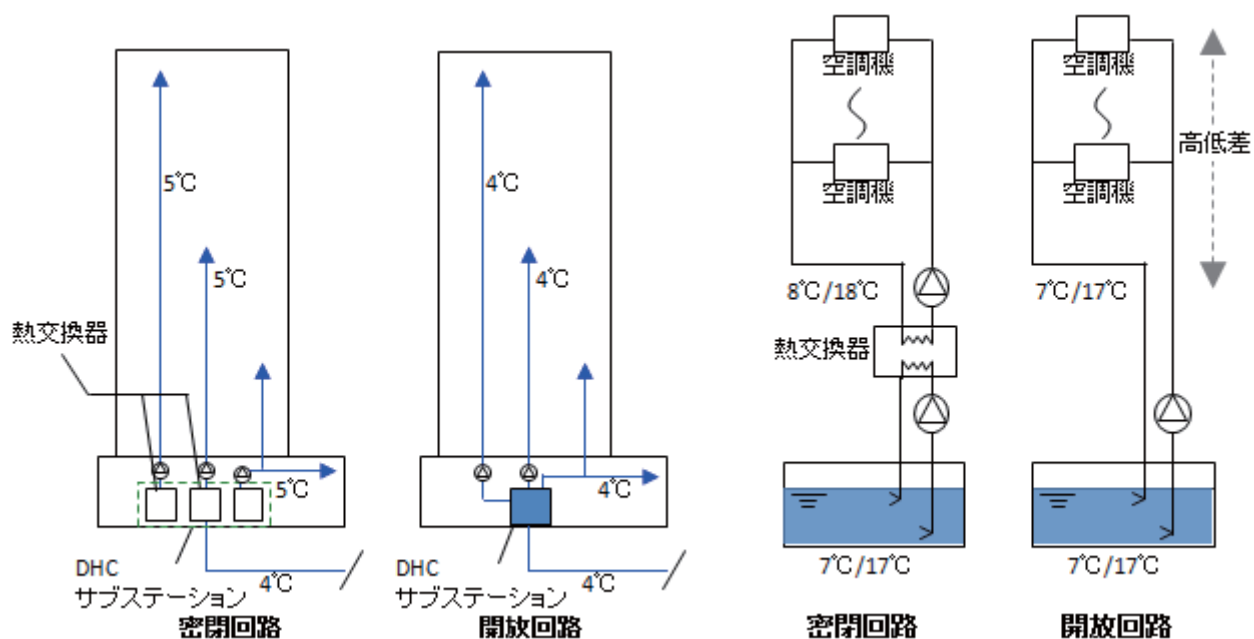 5℃
5℃
熱交換器
5℃
DHC
サブステーション
4℃
密閉回路
4℃
4℃
4℃
DHC
サブステーション
4℃
開放回路
空調機
空調機
8℃/18℃
熱交換器
7℃/17℃
密閉回路
空調機
空調機
高低差
7℃/17℃
7℃/17℃
開放回路